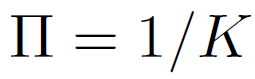 Π = 1/K